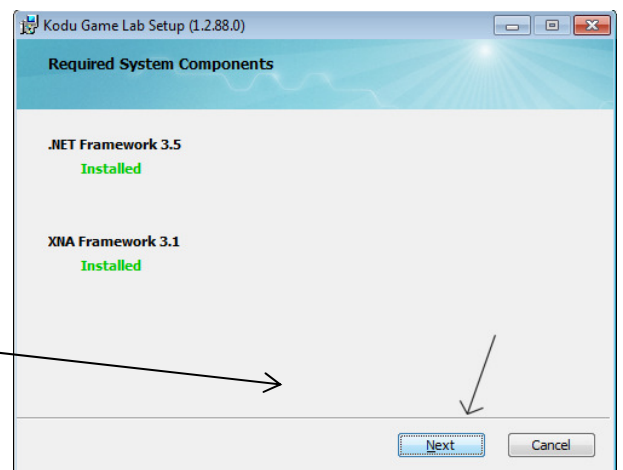 Kodu Game Lab Setup (1.2.88.0)
Required System Components
.NET Framework 3.5
Installed
XNA Framework 3.1
Installed
Next
Cancel